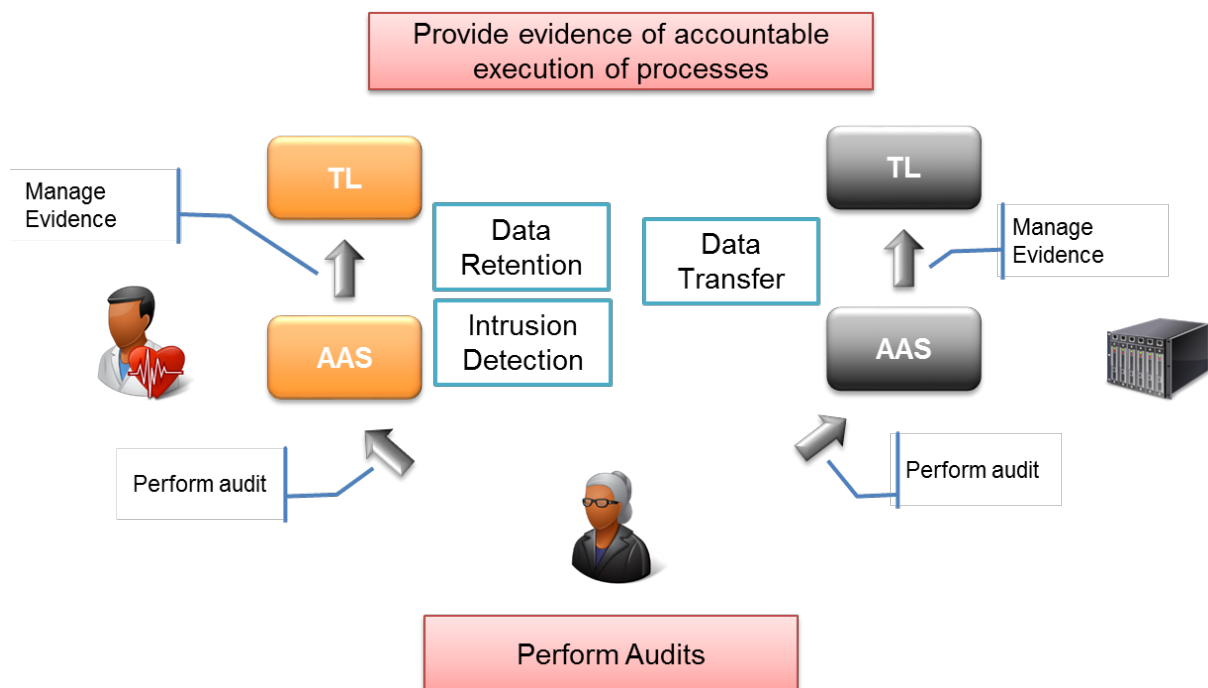 Provide evidence of accountable
execution of processes
TL
TL
Manage
Evidence
Data
Retention
Data
Transfer
Manage
Evidence
AAS
Intrusion
Detection
AAS
Perform audit
Perform audit
Perform Audits